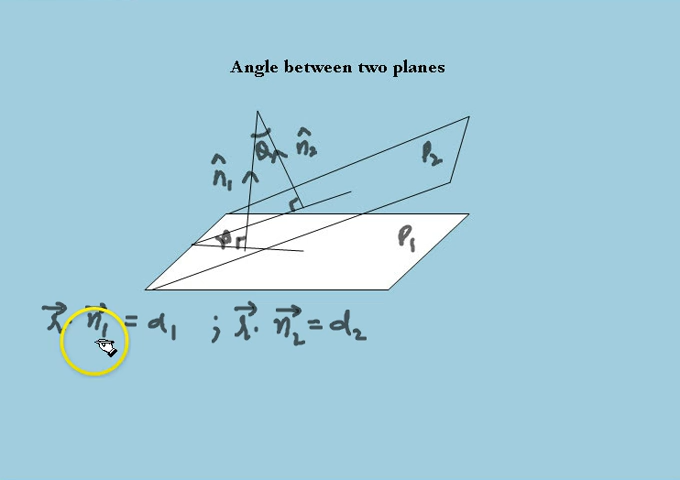 Angle between two planes
θ
n̂₂
n̂₁
P₂
φ
P₁
r⃗. n⃗₁ = d₁ ; r⃗. n⃗₂ = d₂